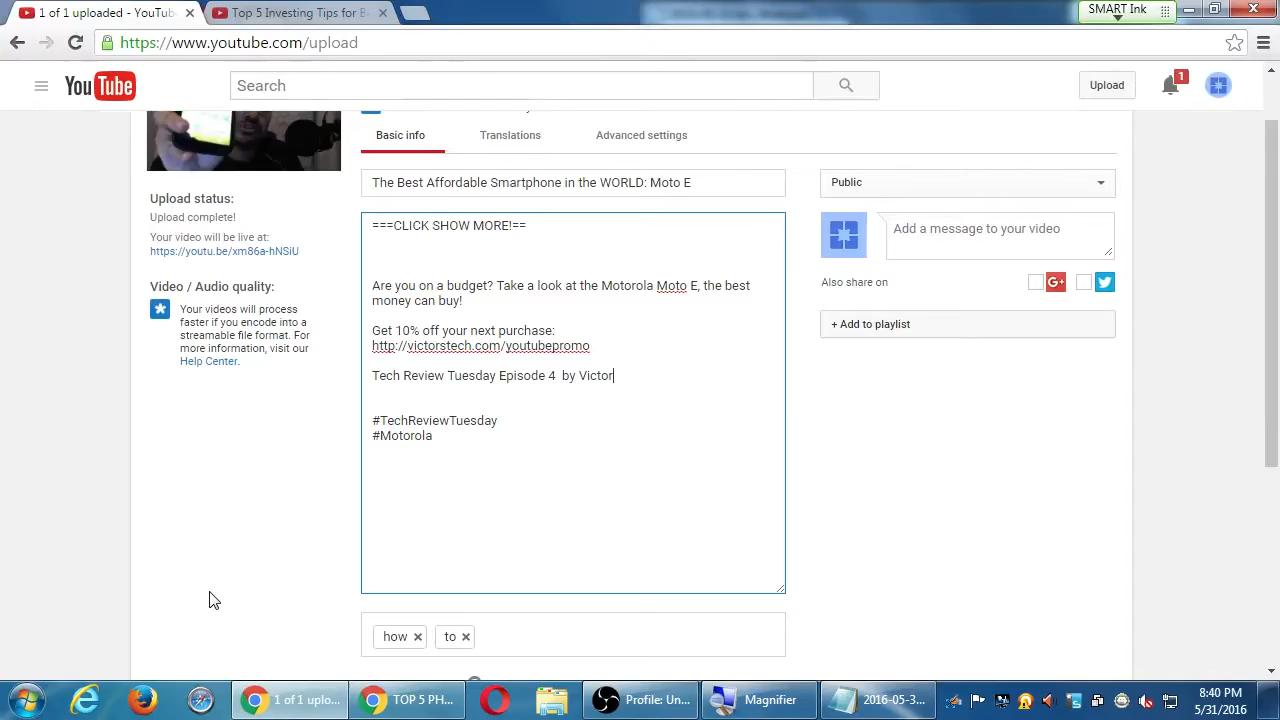 1 of 1 uploaded - YouTub
Top 5 Investing Tips for B
SMART Ink
https://www.youtube.com/upload
YouTube
Search
Upload
1
Basic info
Translations
Advanced settings
The Best Affordable Smartphone in the WORLD: Moto E
Public
Upload status:
Upload complete!
Your video will be live at:
https://youtu.be/xm86a-hNSiU
Video / Audio quality:
Your videos will process
faster if you encode into a
streamable file format. For
more information, visit our
Help Center.
===CLICK SHOW MORE!==
Are you on a budget? Take a look at the Motorola Moto E, the best
money can buy!
Get 10% off your next purchase:
http://victorstech.com/youtubepromo
Tech Review Tuesday Episode 4  by Victor
#TechReviewTuesday
#Motorola
Add a message to your video
Also share on
G+
+ Add to playlist
how
to
1 of 1 uplo...
TOP 5 PH...
Profile: Un...
Magnifier
2016-05-3...
8:40 PM
5/31/2016